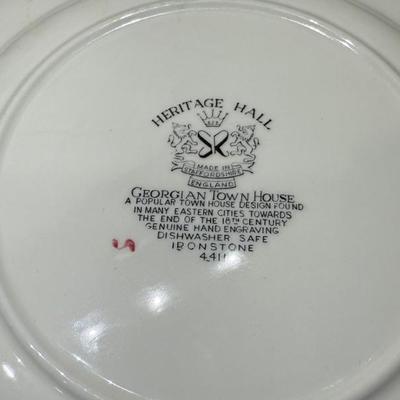 HERITAGE HALL
MADE IN
STAFFORDSHIRE
ENGLAND
GEORGIAN TOWN HOUSE
A POPULAR TOWN HOUSE DESIGN FOUND
IN MANY EASTERN CITIES TOWARDS
THE END OF THE 18TH CENTURY
GENUINE HAND ENGRAVING
DISHWASHER SAFE
IRONSTONE
4411
S